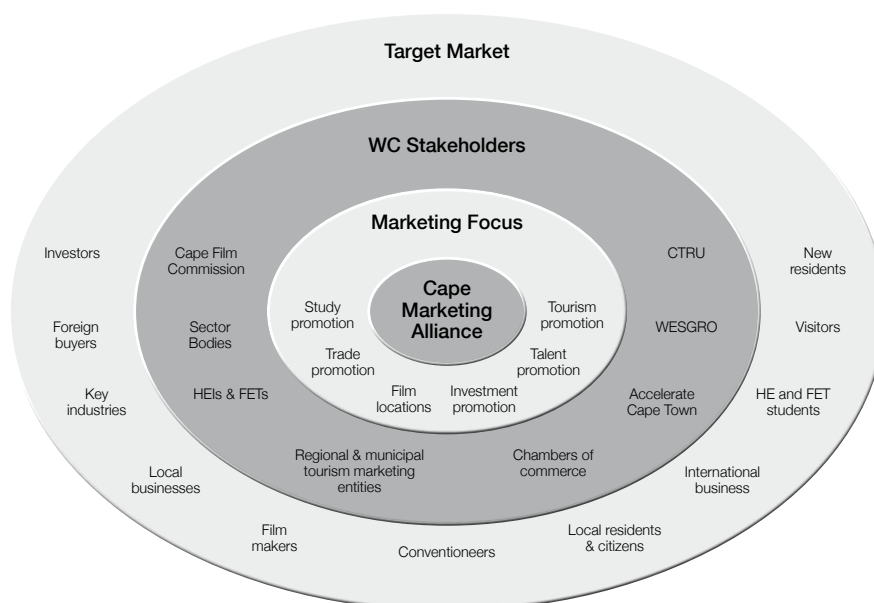 Target Market
WC Stakeholders
Marketing Focus
Cape
Marketing
Alliance
Study
promotion
Trade
promotion
Film
locations
Investment
promotion
Talent
promotion
Tourism
promotion
Cape Film
Commission
Sector
Bodies
HEIs & FETs
Regional & municipal
tourism marketing
entities
Chambers of
commerce
Accelerate
Cape Town
WESGRO
CTRU
Investors
Foreign
buyers
Key
industries
Local
businesses
Film
makers
Conventioneers
Local residents
& citizens
International
business
HE and FET
students
Visitors
New
residents